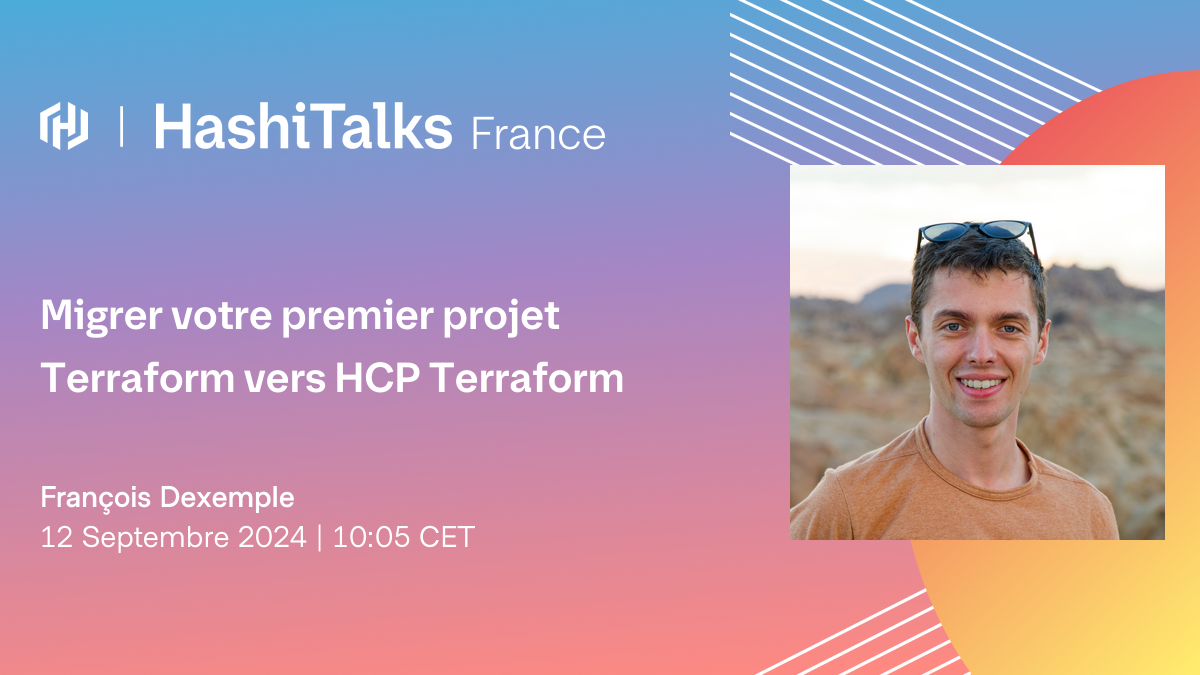 HashiTalks France
Migrer votre premier projet
Terraform vers HCP Terraform
François Dexemple
12 Septembre 2024 | 10:05 CET